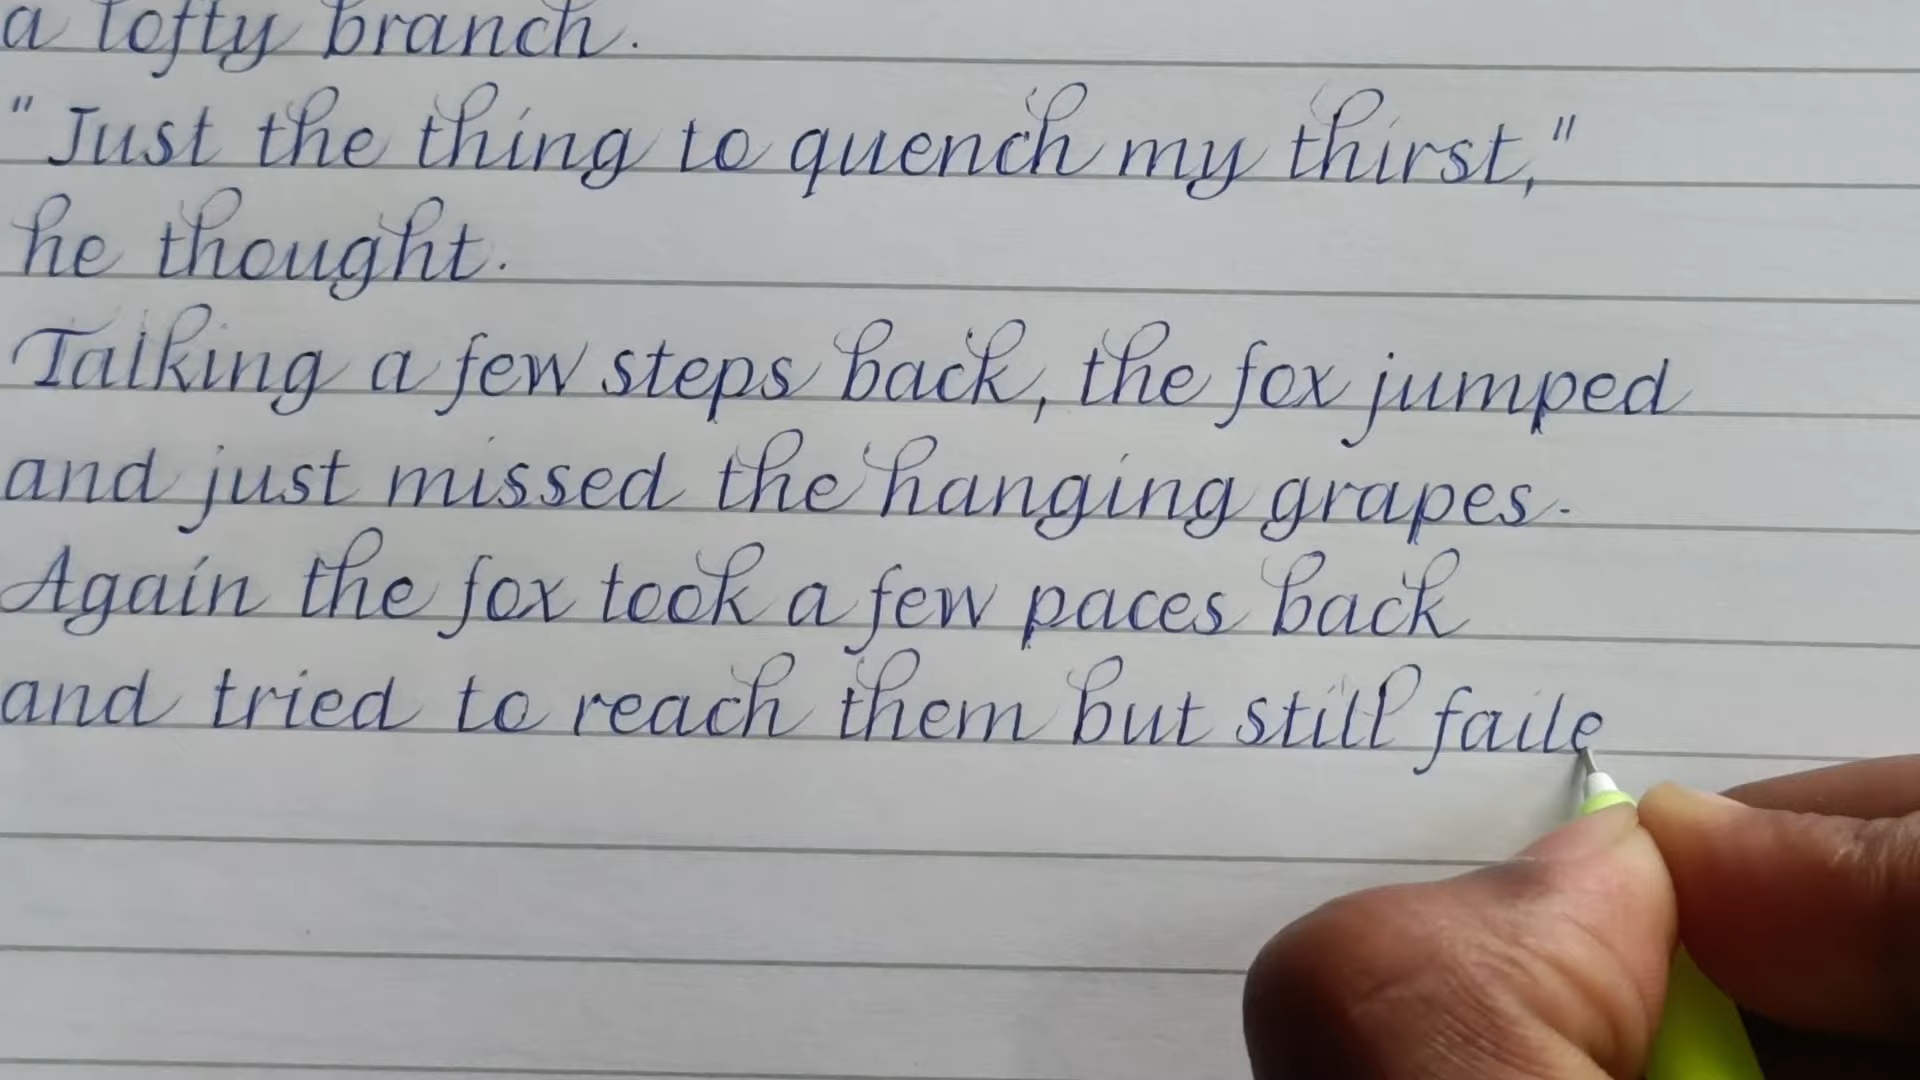 a lofty branch.
"Just the thing to quench my thirst,"
he thought.
Talking a few steps back, the fox jumped
and just missed the hanging grapes.
Again the fox took a few paces back
and tried to reach them but still faile